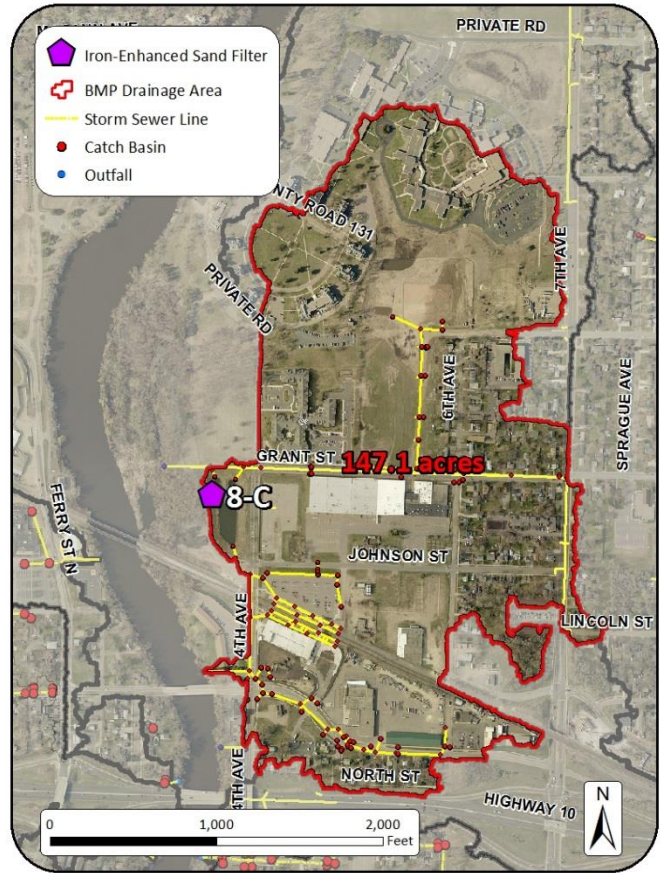 PRIVATE RD
Iron-Enhanced Sand Filter
BMP Drainage Area
Storm Sewer Line
Catch Basin
Outfall
NTY ROAD 131
7TH AVE
PRIVATE RD
6TH AVE
SPRAGUE AVE
GRANT ST
147.1 acres
8-C
FERRY ST N
JOHNSON ST
4TH AVE
LINCOLN ST
NORTH ST
4TH AVE
HIGHWAY 10
N
0 1,000 2,000
Feet